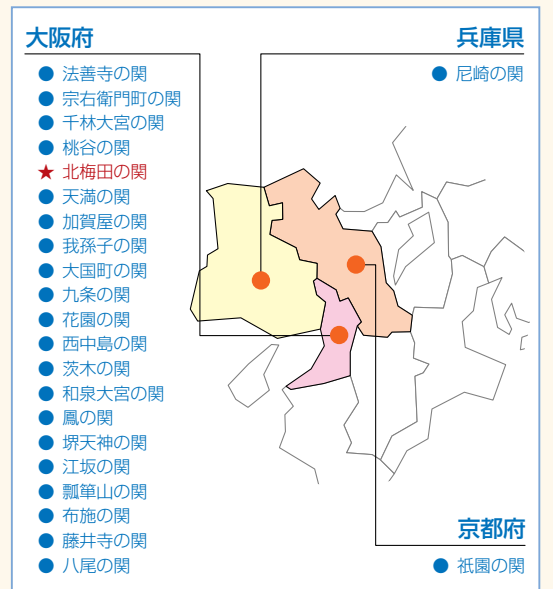 大阪府
● 法善寺の関
● 宗右衛門町の関
● 千林大宮の関
● 桃谷の関
★ 北梅田の関
● 天満の関
● 加賀屋の関
● 我孫子の関
● 大国町の関
● 九条の関
● 花園の関
● 西中島の関
● 茨木の関
● 和泉大宮の関
● 鳳の関
● 堺天神の関
● 江坂の関
● 瓢箪山の関
● 布施の関
● 藤井寺の関
● 八尾の関
兵庫県
● 尼崎の関
京都府
● 祇園の関